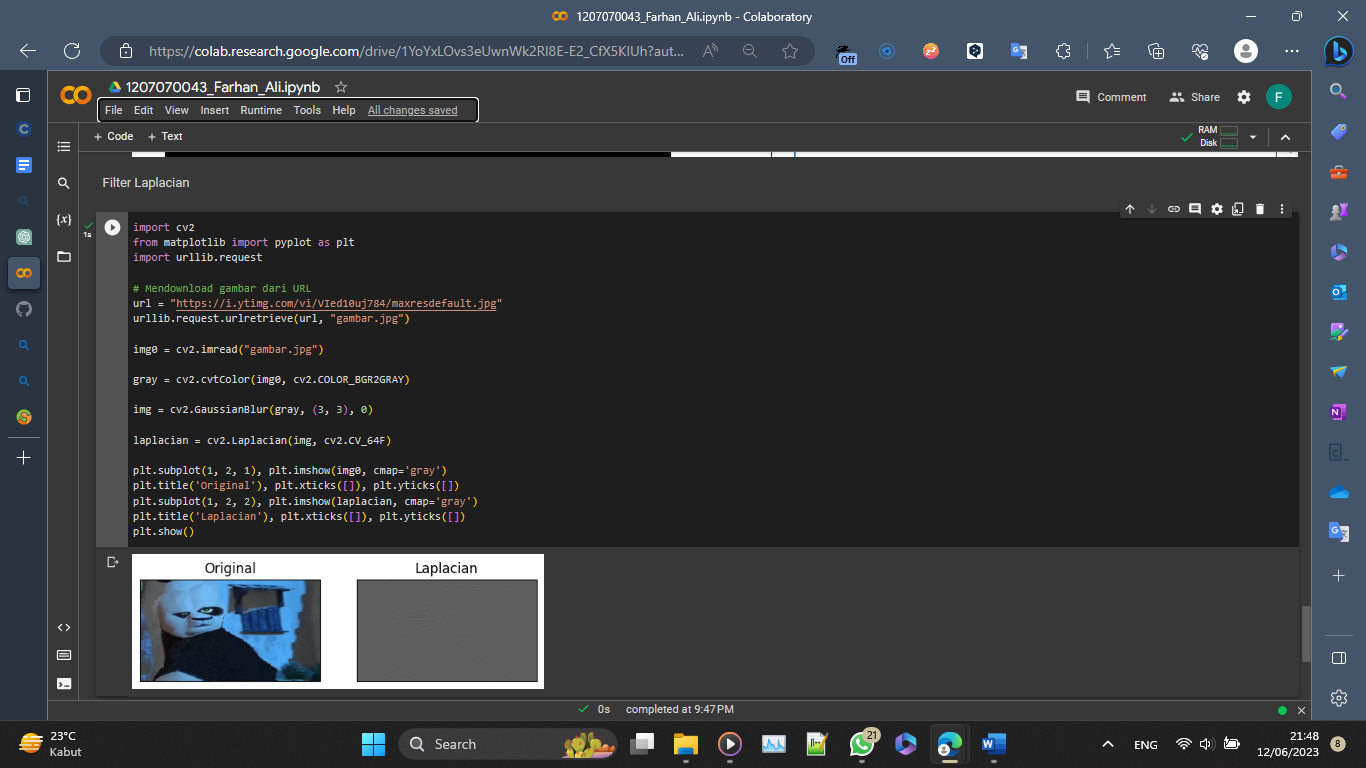 1207070043_Farhan_Ali.ipynb - Colaboratory
https://colab.research.google.com/drive/1YoYxLOvs3eUwnWk2Rl8E-E2_CfX5KIUh?aut...
Off
1207070043_Farhan_Ali.ipynb
File Edit View Insert Runtime Tools Help All changes saved
Comment Share F
+ Code + Text
RAM
Disk
Filter Laplacian
{x}
1s
import cv2
from matplotlib import pyplot as plt
import urllib.request
# Mendownload gambar dari URL
url = "https://i.ytimg.com/vi/VIed10uj784/maxresdefault.jpg"
urllib.request.urlretrieve(url, "gambar.jpg")
img0 = cv2.imread("gambar.jpg")
gray = cv2.cvtColor(img0, cv2.COLOR_BGR2GRAY)
img = cv2.GaussianBlur(gray, (3, 3), 0)
laplacian = cv2.Laplacian(img, cv2.CV_64F)
plt.subplot(1, 2, 1), plt.imshow(img0, cmap='gray')
plt.title('Original'), plt.xticks([]), plt.yticks([])
plt.subplot(1, 2, 2), plt.imshow(laplacian, cmap='gray')
plt.title('Laplacian'), plt.xticks([]), plt.yticks([])
plt.show()
Original Laplacian
0s completed at 9:47 PM
23°C
Kabut
Search
21
ENG
21:48
12/06/2023
8